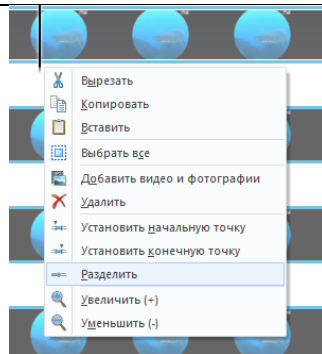 Вырезать
Копировать
Вставить
Выбрать все
Добавить видео и фотографии
Удалить
Установить начальную точку
Установить конечную точку
Разделить
Увеличить (+)
Уменьшить (-)